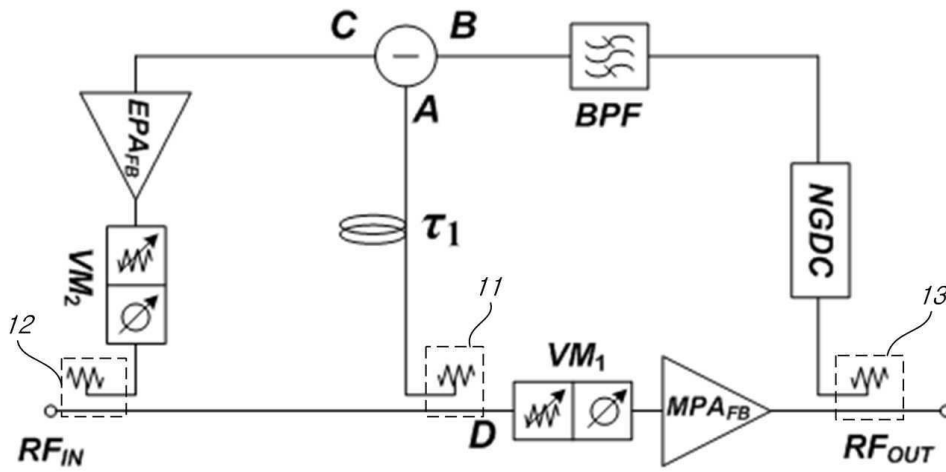 C
B
A
BPF
EPA_FB
NGDC
τ₁
VM₂
11
13
12
VM₁
MPA_FB
D
RF_IN
RF_OUT